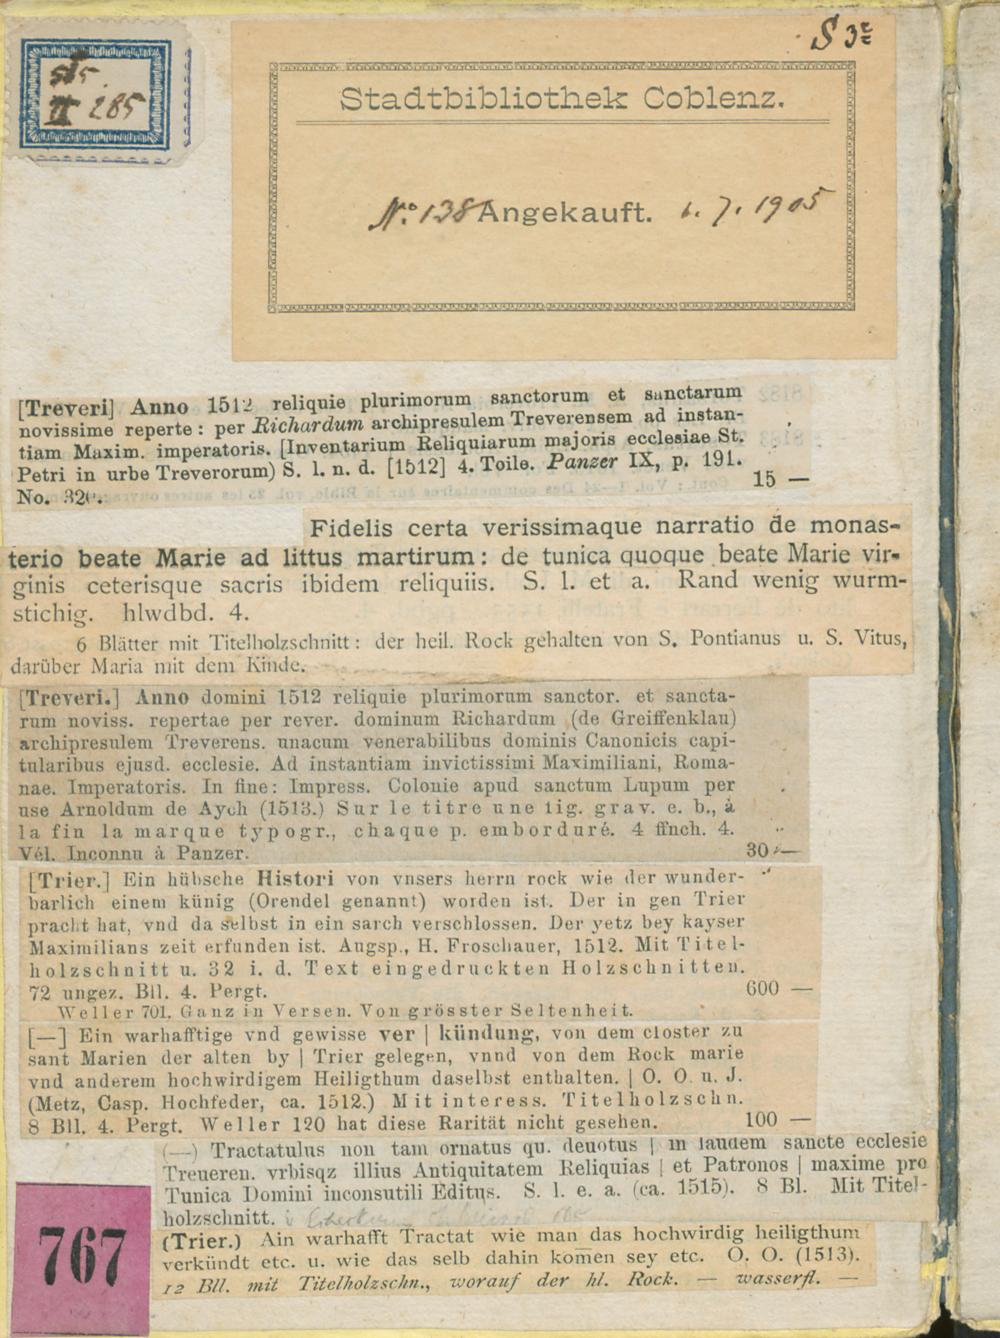 S 3
St5.
II 285
Stadtbibliothek Coblenz.
No. 138 Angekauft. 1. 7. 1905
[Treveri] Anno 1512 reliquie plurimorum sanctorum et sanctarum
novissime reperte : per Richardum archipresulem Treverensem ad instan-
tiam Maxim. imperatoris. [Inventarium Reliquiarum majoris ecclesiae St.
Petri in urbe Treverorum) S. l. n. d. [1512] 4. Toile. Panzer IX, p. 191.
No. 15 —
Fidelis certa verissimaque narratio de monas-
terio beate Marie ad littus martirum : de tunica quoque beate Marie vir-
ginis ceterisque sacris ibidem reliquiis. S. l. et a. Rand wenig wurm-
stichig. hlwdbd. 4.
6 Blätter mit Titelholzschnitt : der heil. Rock gehalten von S. Pontianus u. S. Vitus,
darüber Maria mit dem Kinde.
[Treveri.] Anno domini 1512 reliquie plurimorum sanctor. et sancta-
rum noviss. repertae per rever. dominum Richardum (de Greiffenklau)
archipresulem Treverens. unacum venerabilibus dominis Canonicis capi-
tularibus ejusd. ecclesie. Ad instantiam invictissimi Maximiliani, Roma-
nae. Imperatoris. In fine: Impress. Colonie apud sanctum Lupum per
use Arnoldum de Aych (1513.) Sur le titre une fig. grav. e. b., à
la fin la marque typogr., chaque p. emborduré. 4 ffnch. 4.
Vél. Inconnu à Panzer. 30 —
[Trier.] Ein hübsche Histori von vnsers herrn rock wie der wunder-
barlich einem künig (Orendel genannt) worden ist. Der in gen Trier
pracht hat, vnd da selbst in ein sarch verschlossen. Der yetz bey kayser
Maximilians zeit erfunden ist. Augsp., H. Froschauer, 1512. Mit Titel-
holzschnitt u. 32 i. d. Text eingedruckten Holzschnitten.
72 ungez. Bll. 4. Pergt. 600 —
Weller 701. Ganz in Versen. Von grösster Seltenheit.
[—] Ein warhafftige vnd gewisse ver | kündung, von dem closter zu
sant Marien der alten by | Trier gelegen, vnnd von dem Rock marie
vnd anderem hochwirdigem Heiligthum daselbst enthalten. | O. O. u. J.
(Metz, Casp. Hochfeder, ca. 1512.) Mit interess. Titelholzschn.
8 Bll. 4. Pergt. Weller 120 hat diese Rarität nicht gesehen. 100 —
(—) Tractatulus non tam ornatus qu. deuotus | in laudem sancte ecclesie
Treueren. vrbisqz illius Antiquitatem Reliquias | et Patronos | maxime pro
Tunica Domini inconsutili Editus. S. l. e. a. (ca. 1515). 8 Bl. Mit Titel-
holzschnitt.
(Trier.) Ain warhafft Tractat wie man das hochwirdig heiligthum
verkündt etc. u. wie das selb dahin kom̄en sey etc. O. O. (1513).
12 Bll. mit Titelholzschn., worauf der hl. Rock. — wasserfl. —
767